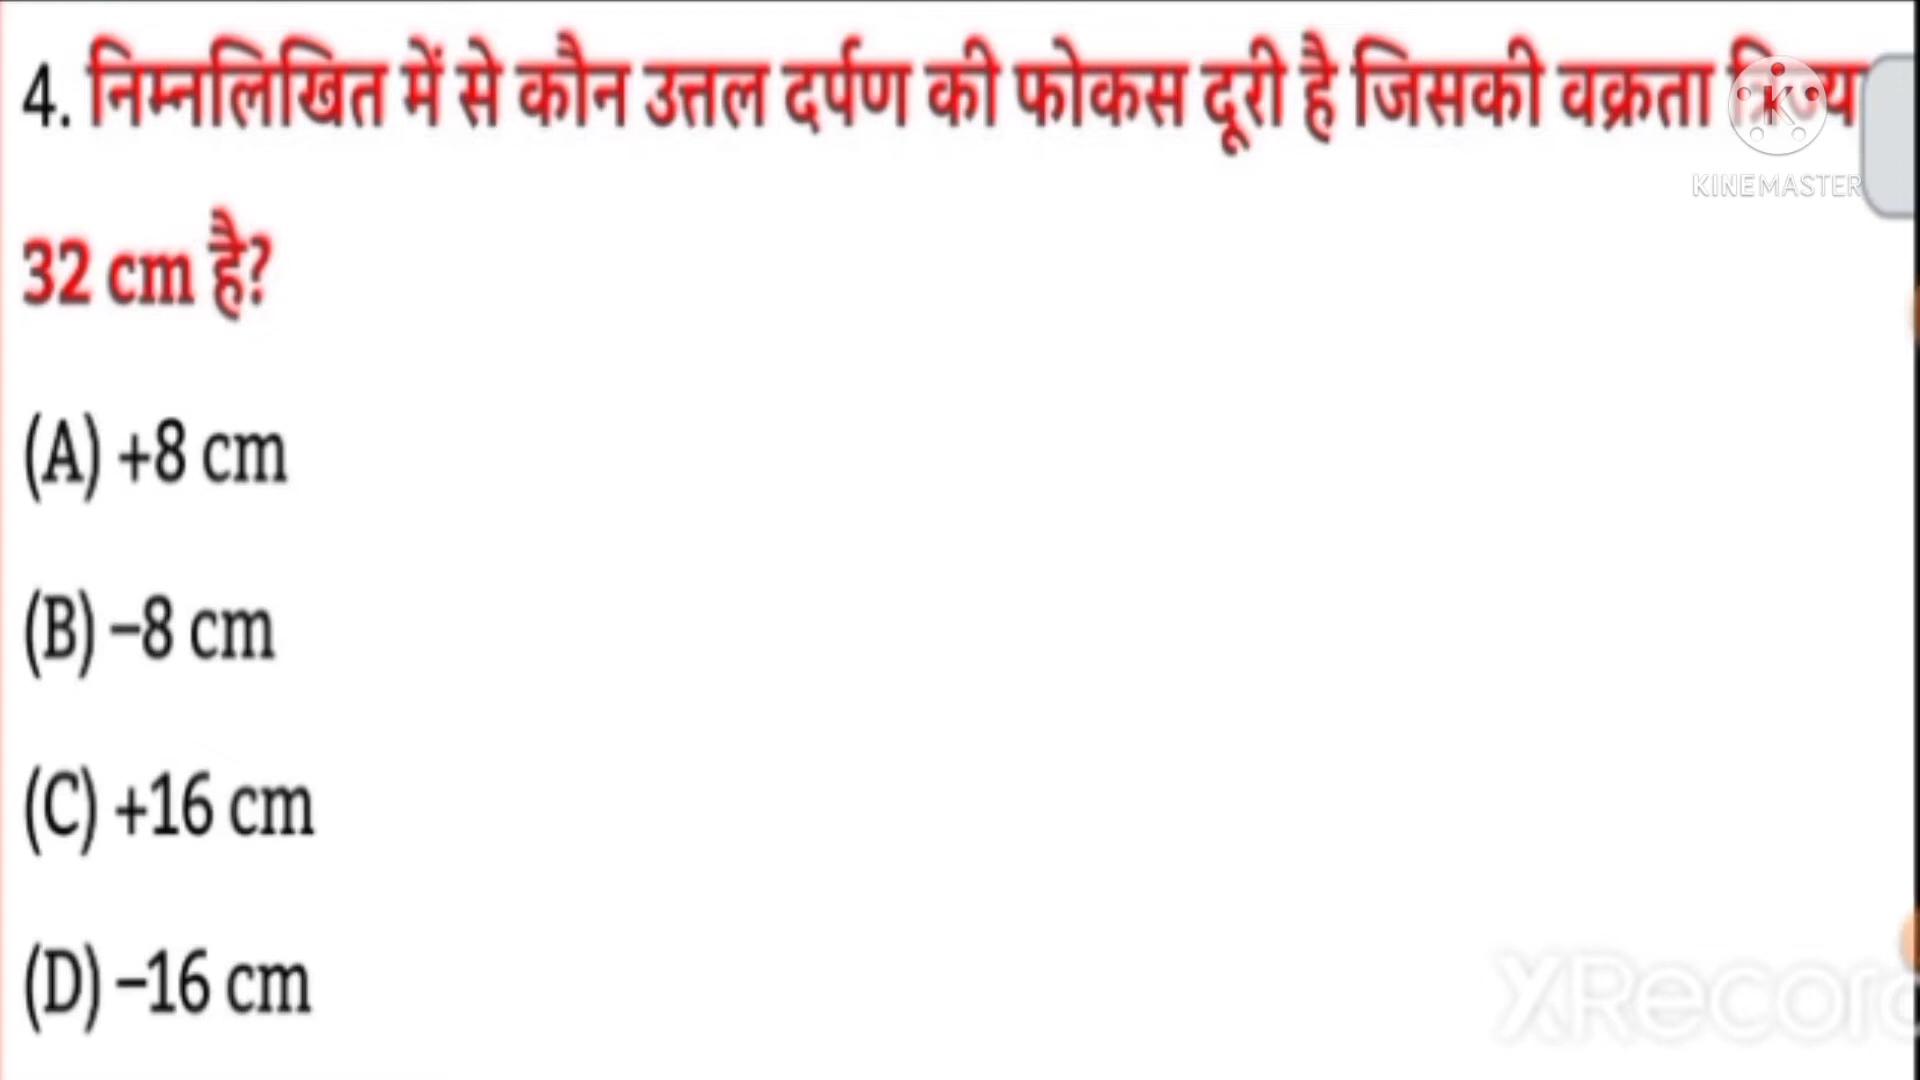 4. निम्नलिखित में से कौन उत्तल दर्पण की फोकस दूरी है जिसकी वक्रता त्रिज्य
KINEMASTER
32 cm है?
(A) +8 cm
(B) –8 cm
(C) +16 cm
(D) –16 cm
XRecor